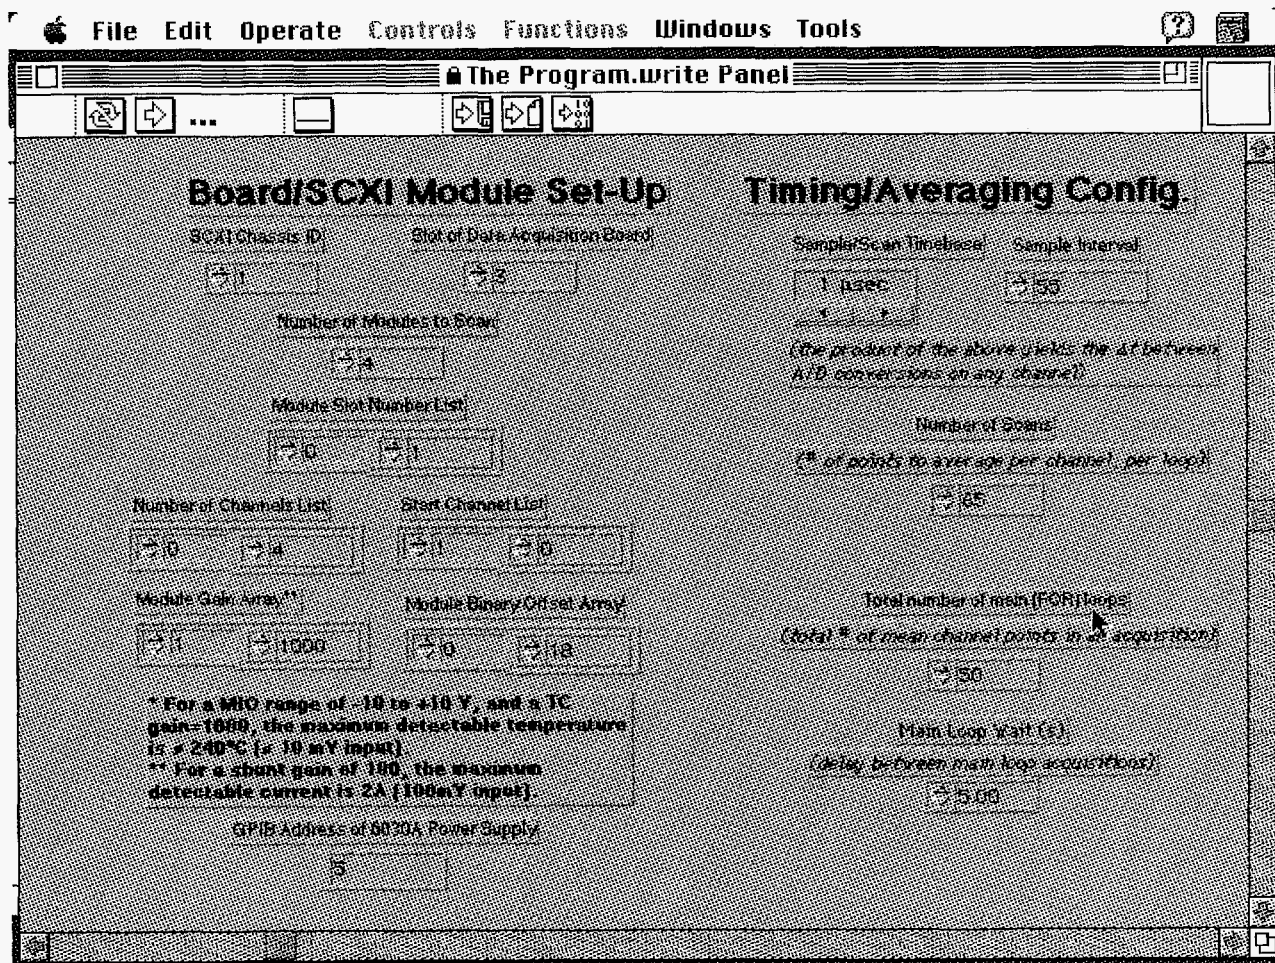 File Edit Operate Controls Functions Windows Tools
The Program.write Panel
...
Board/SCXI Module Set-Up
SCXI Chassis ID
Slot of Data Acquisition Board
1
Number of Modules to Scan
4
Module Slot Number List
0 1
Number of Channels List
Start Channel List
0 4
1 0
Module Gain Array**
Module Binary Offset Array
1 1000
0 18
* For a MIO range of -10 to +10 V, and a TC
gain=1000, the maximum detectable temperature
is ≠ 240°C (≠ 10 mV input).
** For a shunt gain of 100, the maximum
detectable current is 2A (100mV input).
GPIB Address of 6030A Power Supply
5
Timing/Averaging Config.
Sample/Scan Timebase
Sample Interval
1 µsec
55
(the product of the above yields the Δt between
A/D conversions on any channel)
Number of Scans
(# of points to average per channel, per loop)
65
Total number of main (FOR) loops
(total # of mean channel points in acquisition)
50
Main Loop Wait (s)
(delay between main loop acquisitions)
5.00